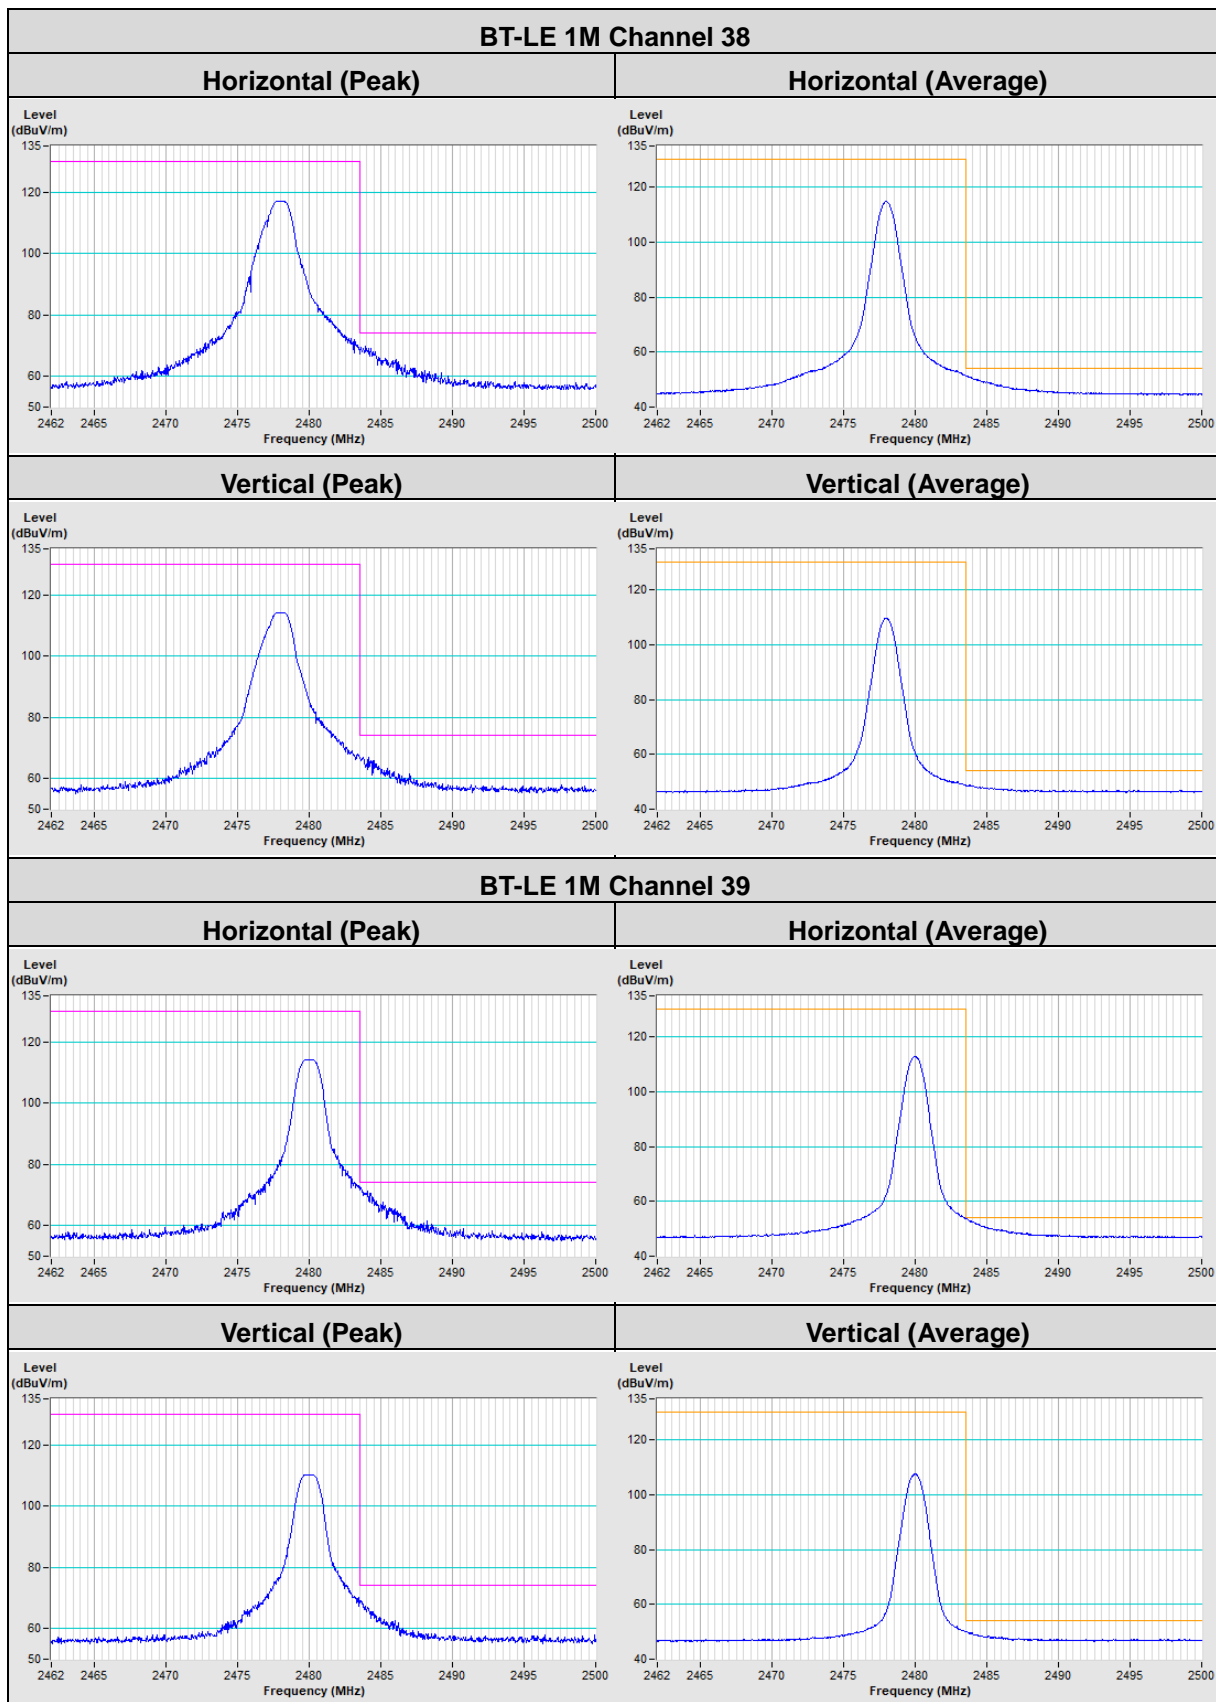 BT-LE 1M Channel 38
Horizontal (Peak)
Horizontal (Average)
Level
(dBuV/m)
135
120
100
80
60
50
2462 2465 2470 2475 2480 2485 2490 2495 2500
Frequency (MHz)
Level
(dBuV/m)
135
120
100
80
60
40
2462 2465 2470 2475 2480 2485 2490 2495 2500
Frequency (MHz)
Vertical (Peak)
Vertical (Average)
Level
(dBuV/m)
135
120
100
80
60
50
2462 2465 2470 2475 2480 2485 2490 2495 2500
Frequency (MHz)
Level
(dBuV/m)
135
120
100
80
60
40
2462 2465 2470 2475 2480 2485 2490 2495 2500
Frequency (MHz)
BT-LE 1M Channel 39
Horizontal (Peak)
Horizontal (Average)
Level
(dBuV/m)
135
120
100
80
60
50
2462 2465 2470 2475 2480 2485 2490 2495 2500
Frequency (MHz)
Level
(dBuV/m)
135
120
100
80
60
40
2462 2465 2470 2475 2480 2485 2490 2495 2500
Frequency (MHz)
Vertical (Peak)
Vertical (Average)
Level
(dBuV/m)
135
120
100
80
60
50
2462 2465 2470 2475 2480 2485 2490 2495 2500
Frequency (MHz)
Level
(dBuV/m)
135
120
100
80
60
40
2462 2465 2470 2475 2480 2485 2490 2495 2500
Frequency (MHz)